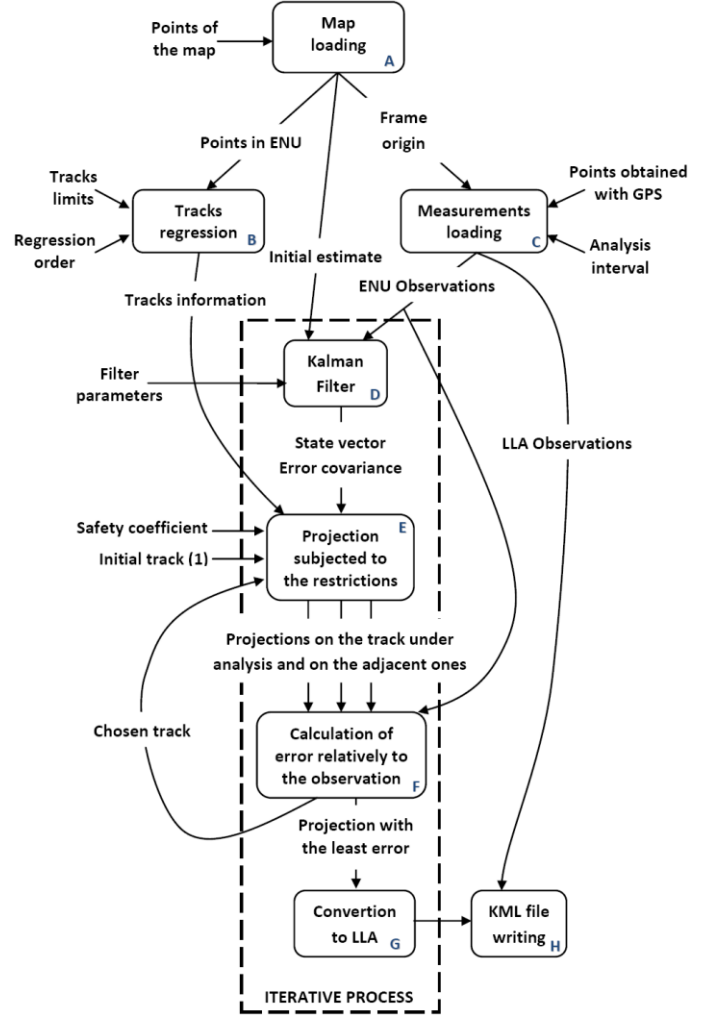 Points of
the map
Map
loading
A
Frame
origin
Points in ENU
Tracks
limits
Regression
order
Tracks
regression
B
Measurements
loading
C
Points obtained
with GPS
Analysis
interval
Initial estimate
ENU Observations
Tracks information
Kalman
Filter
D
Filter
parameters
State vector
Error covariance
LLA Observations
Safety coefficient
Initial track (1)
E
Projection
subjected to
the restrictions
Projections on the track under
analysis and on the adjacent ones
Chosen track
Calculation of
error relatively to
the observation
F
Projection with
the least error
Convertion
to LLA
G
KML file
writing
H
ITERATIVE PROCESS